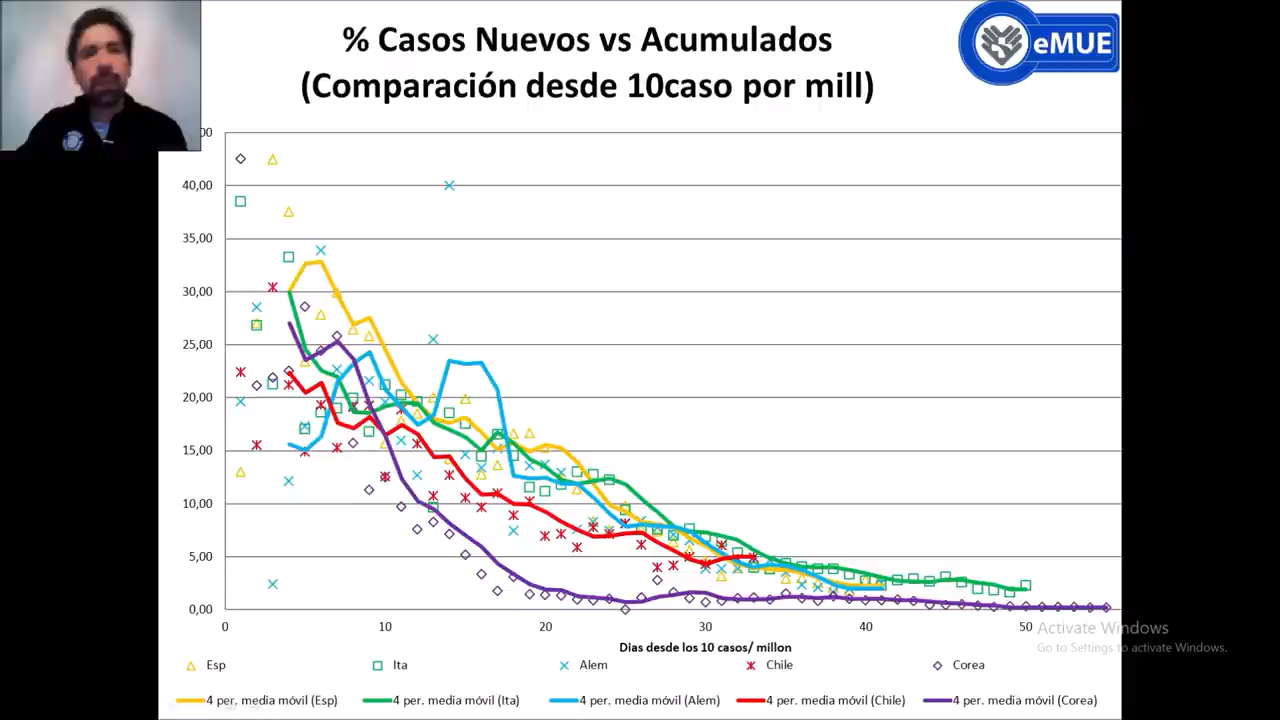 % Casos Nuevos vs Acumulados
(Comparación desde 10caso por mill)
eMUE
40,00
35,00
30,00
25,00
20,00
15,00
10,00
5,00
0,00
0 10 20 30 40 50
Dias desde los 10 casos/ millon
Activate Windows
Go to Settings to activate Windows.
Esp Ita Alem Chile Corea
4 per. media móvil (Esp) 4 per. media móvil (Ita) 4 per. media móvil (Alem) 4 per. media móvil (Chile) 4 per. media móvil (Corea)